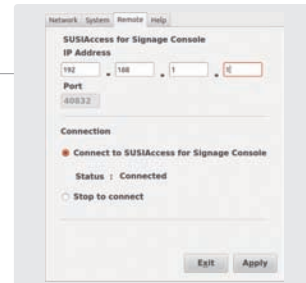 Network System Remote Help
SUSIAccess for Signage Console
IP Address
192 . 168 . 1 .
Port
40832
Connection
Connect to SUSIAccess for Signage Console
Status : Connected
Stop to connect
Exit Apply